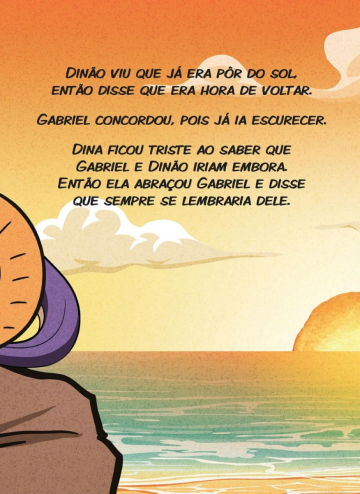 DINÃO VIU QUE JÁ ERA PÔR DO SOL,
ENTÃO DISSE QUE ERA HORA DE VOLTAR.
GABRIEL CONCORDOU, POIS JÁ IA ESCURECER.
DINA FICOU TRISTE AO SABER QUE
GABRIEL E DINÃO IRIAM EMBORA.
ENTÃO ELA ABRAÇOU GABRIEL E DISSE
QUE SEMPRE SE LEMBRARIA DELE.